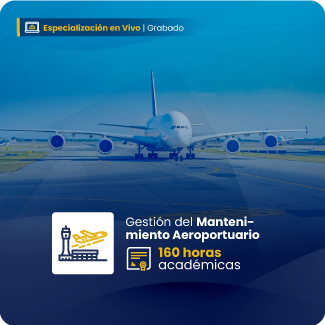 Especialización en Vivo | Grabado
Gestión del Manteni-
miento Aeroportuario
160 horas
académicas